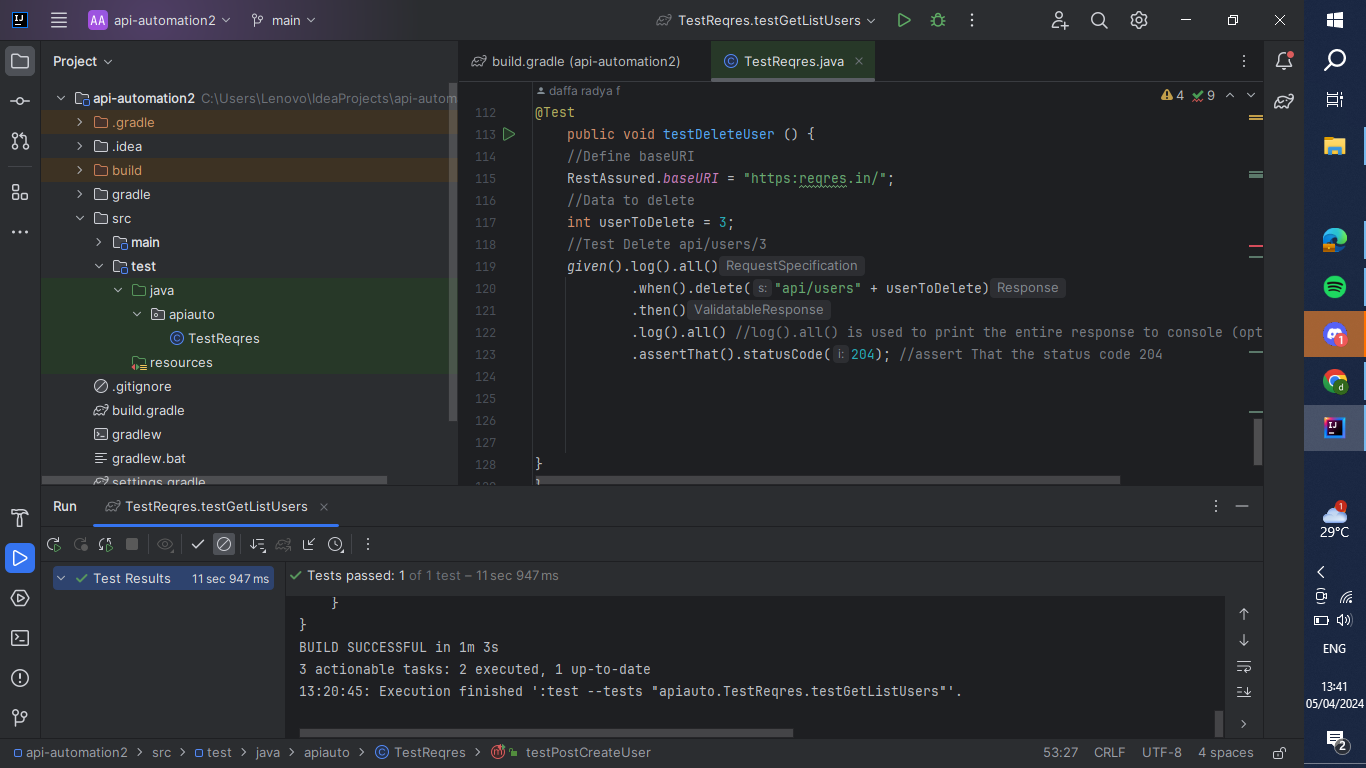 AA api-automation2 main TestReqres.testGetListUsers
Project
build.gradle (api-automation2) TestReqres.java
api-automation2 C:\Users\Lenovo\IdeaProjects\api-autom
.gradle
.idea
build
gradle
src
main
test
java
apiauto
TestReqres
resources
.gitignore
build.gradle
gradlew
gradlew.bat
settings.gradle
daffa radya f
4 9
112 @Test
113 public void testDeleteUser () {
114 //Define baseURI
115 RestAssured.baseURI = "https:reqres.in/";
116 //Data to delete
117 int userToDelete = 3;
118 //Test Delete api/users/3
119 given().log().all() RequestSpecification
120 .when().delete( s: "api/users" + userToDelete) Response
121 .then() ValidatableResponse
122 .log().all() //log().all() is used to print the entire response to console (opt
123 .assertThat().statusCode( i: 204); //assert That the status code 204
124
125
126
127
128 }
Run TestReqres.testGetListUsers
Test Results 11 sec 947 ms
Tests passed: 1 of 1 test – 11 sec 947 ms
}
}
BUILD SUCCESSFUL in 1m 3s
3 actionable tasks: 2 executed, 1 up-to-date
13:20:45: Execution finished ':test --tests "apiauto.TestReqres.testGetListUsers"'.
api-automation2 > src > test > java > apiauto > TestReqres > testPostCreateUser
53:27 CRLF UTF-8 4 spaces
1
d
IJ
1
29°C
ENG
13:41
05/04/2024
2